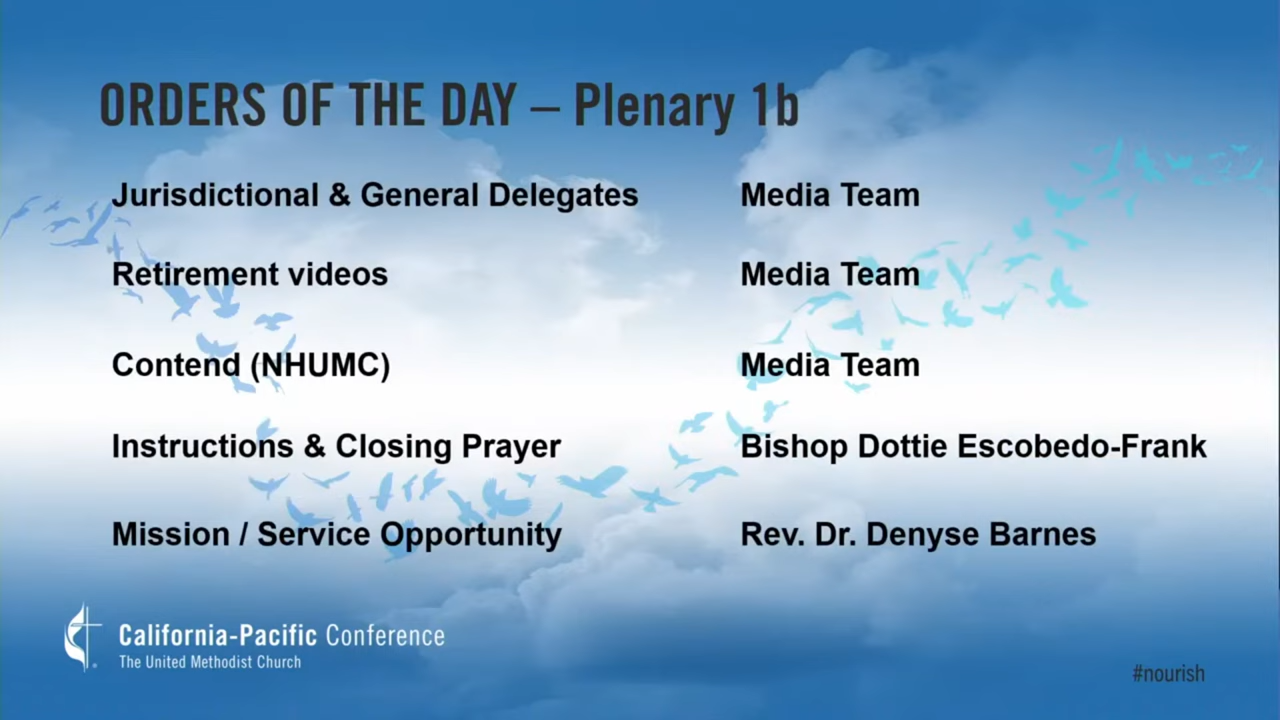 ORDERS OF THE DAY – Plenary 1b
Jurisdictional & General Delegates Media Team
Retirement videos Media Team
Contend (NHUMC) Media Team
Instructions & Closing Prayer Bishop Dottie Escobedo-Frank
Mission / Service Opportunity Rev. Dr. Denyse Barnes
California-Pacific Conference
The United Methodist Church
#nourish